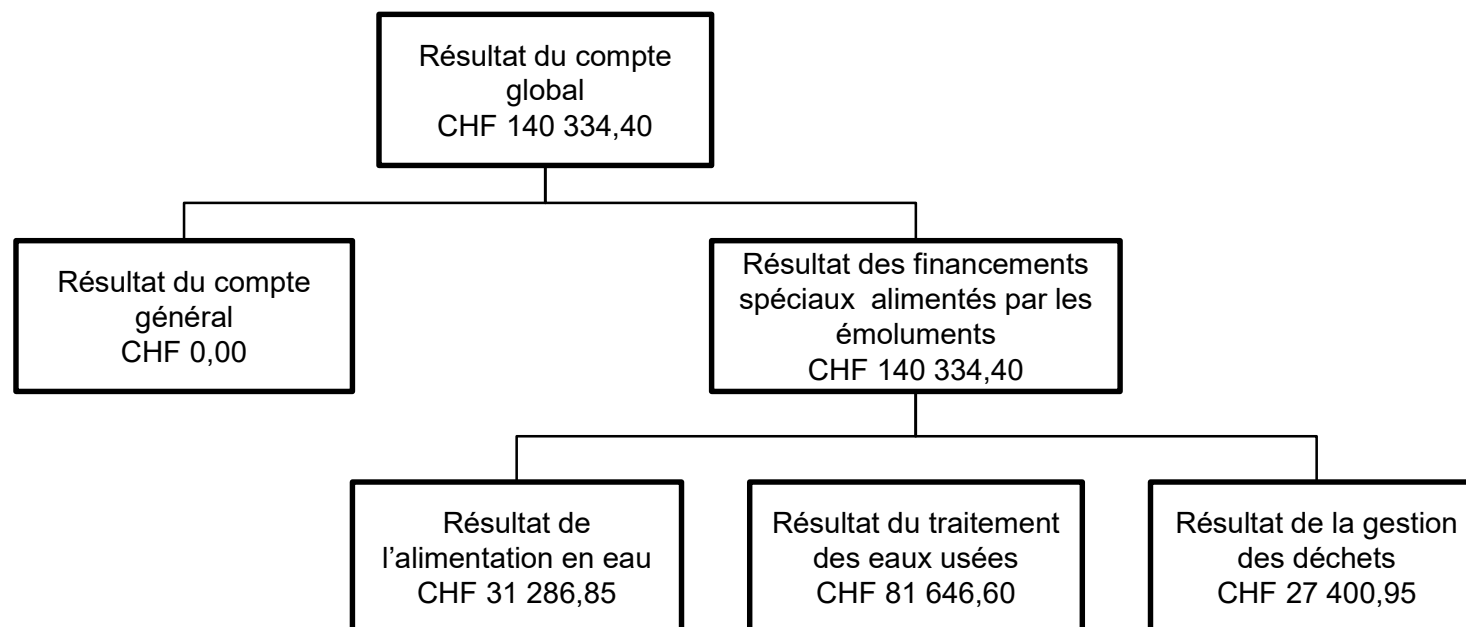 Résultat du compte
global
CHF 140 334,40
Résultat du compte
général
CHF 0,00
Résultat des financements
spéciaux  alimentés par les
émoluments
CHF 140 334,40
Résultat de
l’alimentation en eau
CHF 31 286,85
Résultat du traitement
des eaux usées
CHF 81 646,60
Résultat de la gestion
des déchets
CHF 27 400,95